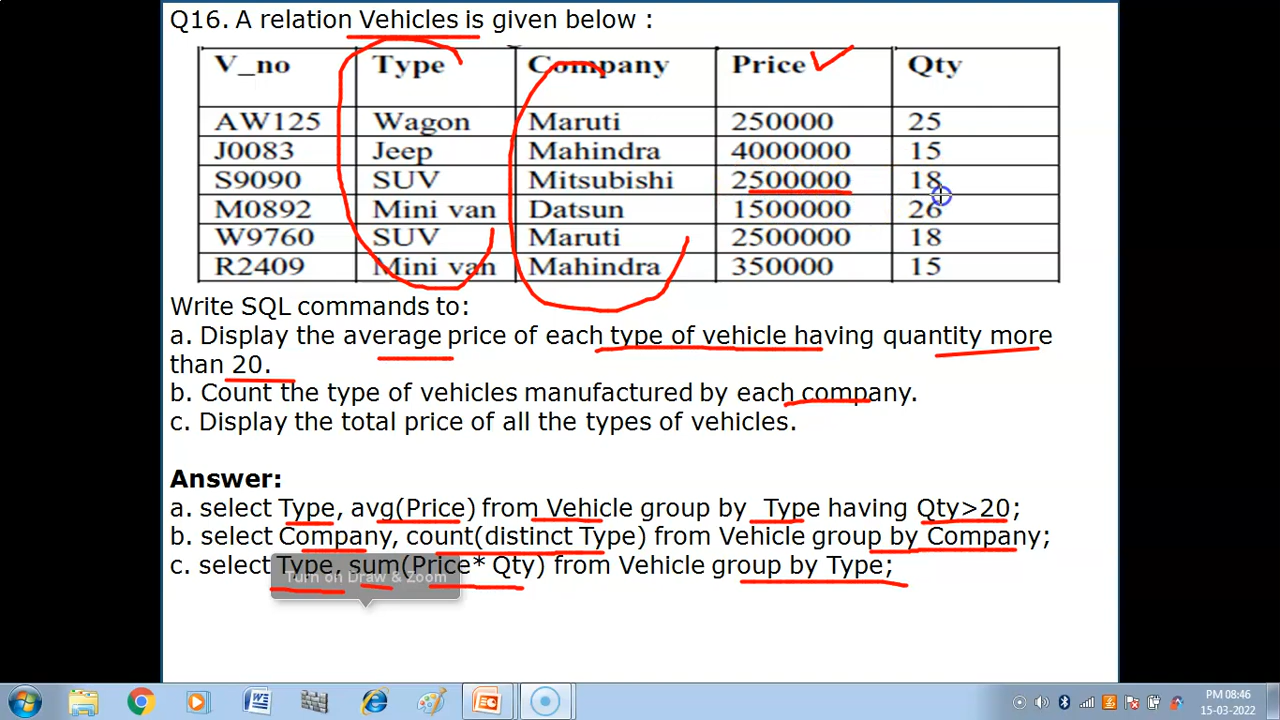 Q16. A relation Vehicles is given below :
V_no Type Company Price Qty
AW125 Wagon Maruti 250000 25
J0083 Jeep Mahindra 4000000 15
S9090 SUV Mitsubishi 2500000 18
M0892 Mini van Datsun 1500000 26
W9760 SUV Maruti 2500000 18
R2409 Mini van Mahindra 350000 15
Write SQL commands to:
a. Display the average price of each type of vehicle having quantity more
than 20.
b. Count the type of vehicles manufactured by each company.
c. Display the total price of all the types of vehicles.
Answer:
a. select Type, avg(Price) from Vehicle group by Type having Qty>20;
b. select Company, count(distinct Type) from Vehicle group by Company;
c. select Type, sum(Price* Qty) from Vehicle group by Type;
Turn on Draw & Zoom
PM 08:46
15-03-2022